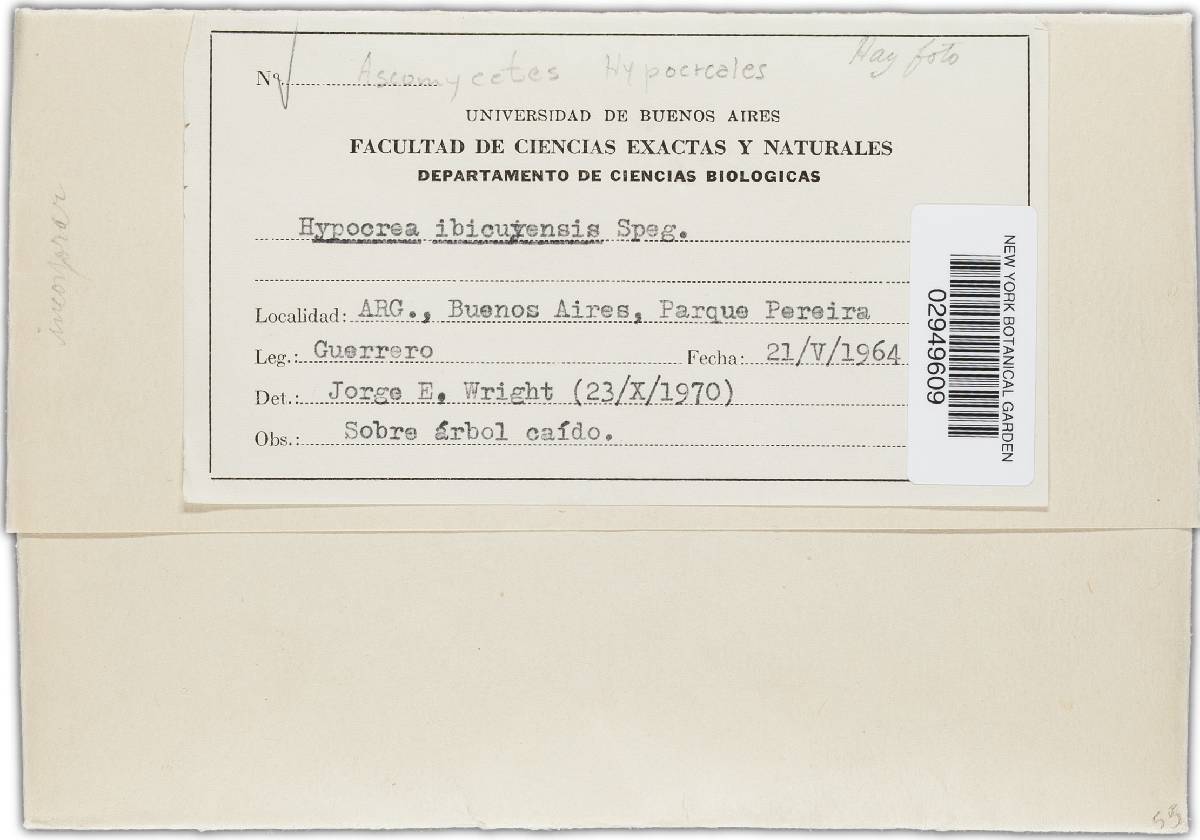 Hay foto
Nº Ascomycetes Hypocreales
UNIVERSIDAD DE BUENOS AIRES
FACULTAD DE CIENCIAS EXACTAS Y NATURALES
DEPARTAMENTO DE CIENCIAS BIOLOGICAS
Hypocrea ibicuyensis Speg.
Localidad: ARG., Buenos Aires, Parque Pereira
Leg.: Guerrero Fecha: 21/V/1964
Det.: Jorge E. Wright (23/X/1970)
Obs.: Sobre árbol caído.
NEW YORK BOTANICAL GARDEN
02949609
incorporar